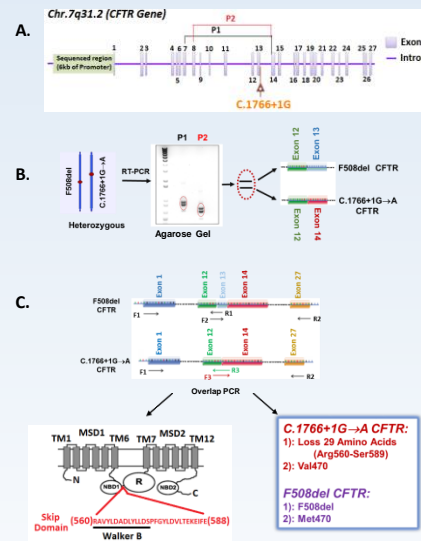 A.
Chr.7q31.2 (CFTR Gene)
P2
P1
1 2 3 4 6 7 8 10 11 13 14 15 17 19 21 22 24 25 27
Sequenced region
(6kb of Promoter)
5 9 12 16 18 20 23 26
Exon
Intro
C.1766+1G
B.
F508del
C.1766+1G→A
Heterozygous
RT-PCR
P1 P2
Agarose Gel
Exon 12
Exon 13
F508del CFTR
C.1766+1G→A
CFTR
Exon 12
Exon 14
C.
Exon 1
Exon 12
Exon 13
Exon 14
Exon 27
F508del
CFTR
F1
F2
R1
R2
Exon 1
Exon 12
Exon 14
Exon 27
C.1766+1G→A
CFTR
F1
F3
R3
R2
Overlap PCR
TM1 MSD1 TM6 TM7 MSD2 TM12
N
NBD1
R
NBD2
C
Skip
Domain
(560)RAVYLDADLYLLDSPFGYLDVLTEKEIFE(588)
Walker B
C.1766+1G→A CFTR:
1): Loss 29 Amino Acids
(Arg560-Ser589)
2): Val470
F508del CFTR:
1): F508del
2): Met470